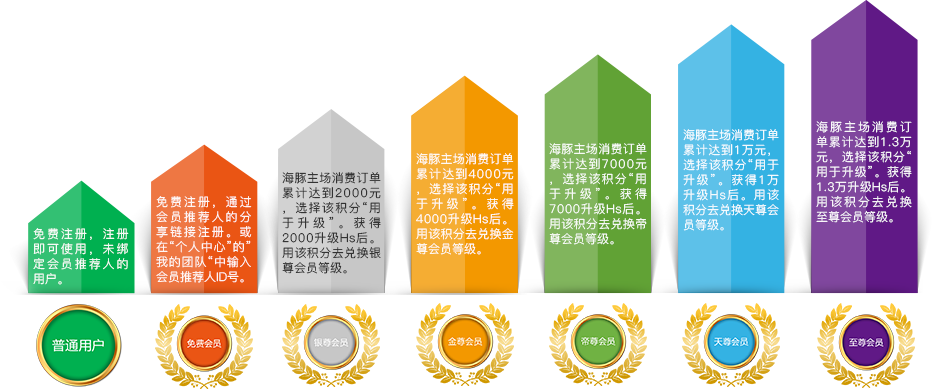 免费注册，注册
即可使用，未绑
定会员推荐人的
用户。
免费注册，通过
会员推荐人的分
享链接注册。或
在“个人中心”的”
我的团队“中输入
会员推荐人ID号。
海豚主场消费订单
累计达到2000元
，选择该积分“用
于升级”。获得
2000升级Hs后。
用该积分去兑换银
尊会员等级。
海豚主场消费订单
累计达到4000元
，选择该积分“用
于升级”。获得
4000升级Hs后。
用该积分去兑换金
尊会员等级。
海豚主场消费订单
累计达到7000元
，选择该积分“用
于升级”。获得
7000升级Hs后。
用该积分去兑换帝
尊会员等级。
海豚主场消费订单
累计达到1万元，
选择该积分“用于
升级”。获得1万
升级Hs后。用该
积分去兑换天尊会
员等级。
海豚主场消费订
单累计达到1.3万
元，选择该积分“
用于升级”。获得
1.3万升级Hs后。
用该积分去兑换
至尊会员等级。
普通用户
免费会员
银尊会员
金尊会员
帝尊会员
天尊会员
至尊会员